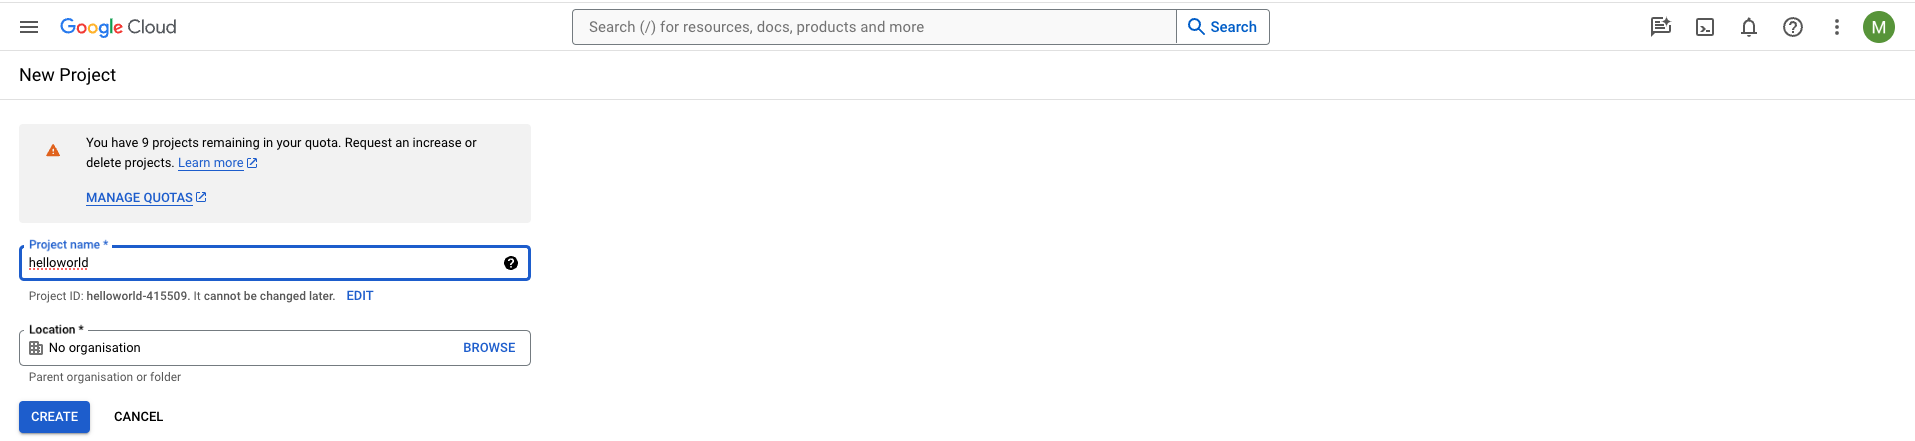 Google Cloud
Search (/) for resources, docs, products and more
Search
M
New Project
You have 9 projects remaining in your quota. Request an increase or
delete projects. Learn more
MANAGE QUOTAS
Project name *
helloworld
Project ID: helloworld-415509. It cannot be changed later. EDIT
Location *
No organisation BROWSE
Parent organisation or folder
CREATE CANCEL